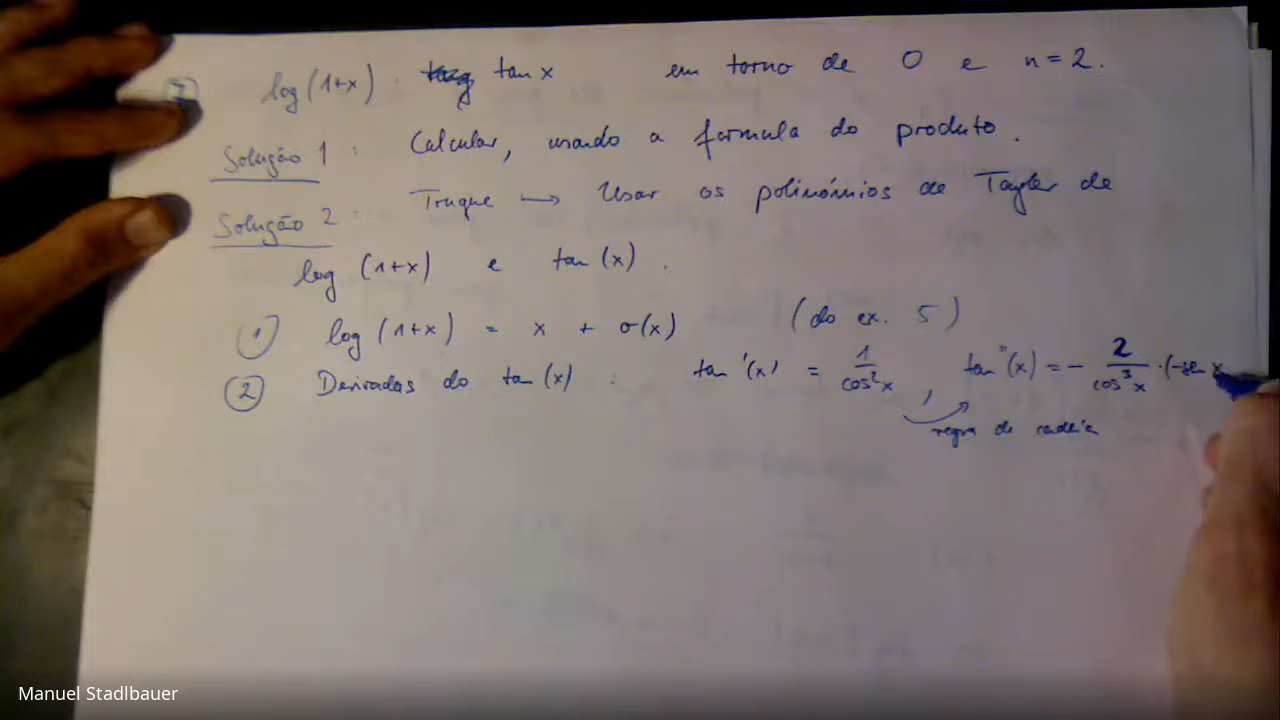 7 log(1+x) · tan x em torno de 0 e n=2.
Solução 1 : Calcular, usando a formula do produto.
Solução 2 : Truque → Usar os polinómios de Taylor de
log (1+x) e tan (x).
① log (1+x) = x + o(x) (do ex. 5)
② Derivadas do tan(x) : tan'(x) = 1/cos²x , tan''(x) = - 2/cos³x · (-sen x
regra de cadeia
Manuel Stadlbauer